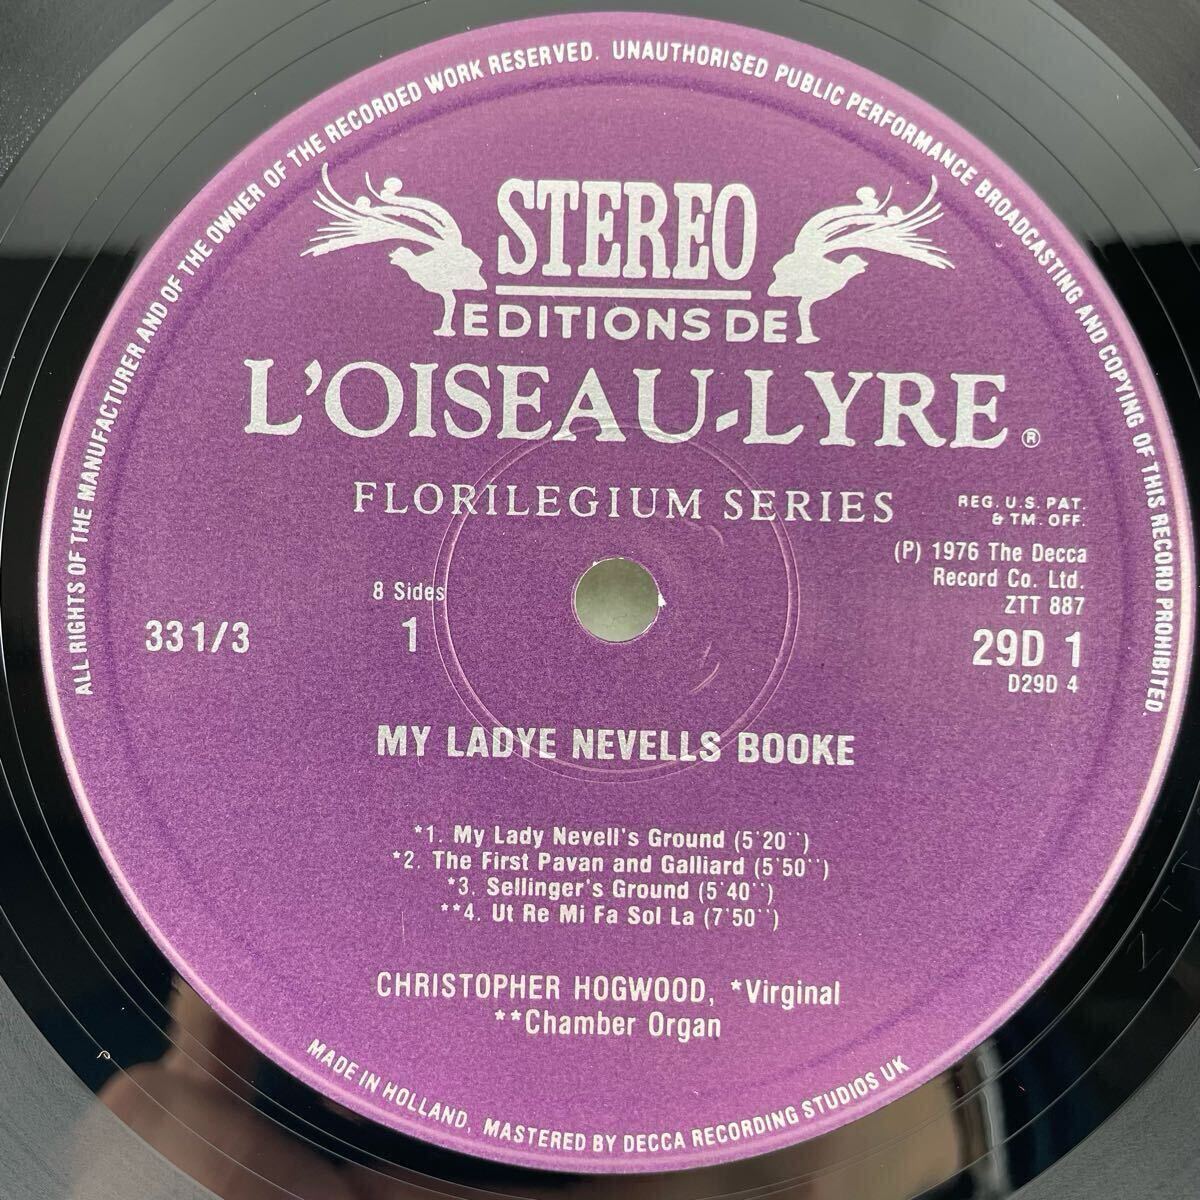 ALL RIGHTS OF THE MANUFACTURER AND OF THE OWNER OF THE RECORDED WORK RESERVED. UNAUTHORISED PUBLIC PERFORMANCE BROADCASTING AND COPYING OF THIS RECORD PROHIBITED.
STEREO
EDITIONS DE
L'OISEAU-LYRE ®
FLORILEGIUM SERIES
REG. U.S. PAT.
& TM. OFF.
(P) 1976 The Decca
Record Co. Ltd.
ZTT 887
8 Sides
33 1/3
1
29D 1
D29D 4
MY LADYE NEVELLS BOOKE
*1. My Lady Nevell's Ground (5'20'')
*2. The First Pavan and Galliard (5'50'')
*3. Sellinger's Ground (5'40'')
**4. Ut Re Mi Fa Sol La (7'50'')
CHRISTOPHER HOGWOOD, *Virginal
**Chamber Organ
MADE IN HOLLAND, MASTERED BY DECCA RECORDING STUDIOS UK